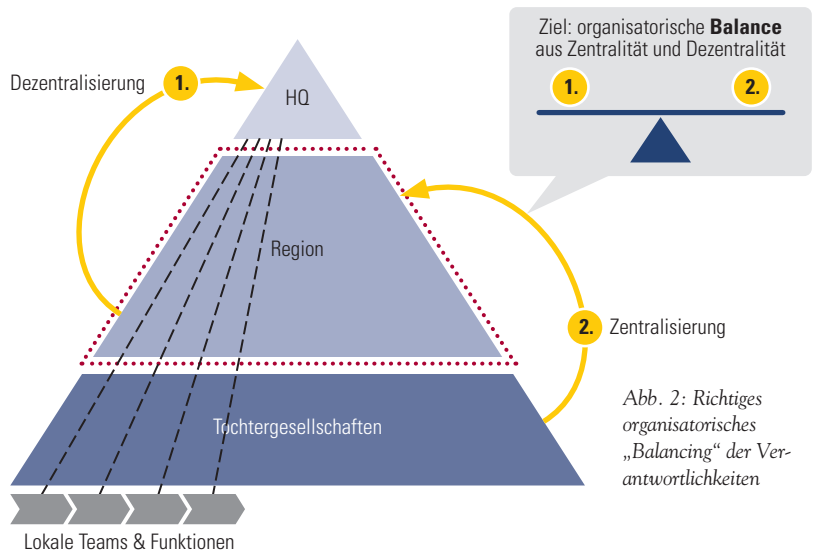 Ziel: organisatorische Balance
aus Zentralität und Dezentralität
1.
2.
Dezentralisierung
1.
HQ
Region
2.
Zentralisierung
Tochtergesellschaften
Abb. 2: Richtiges
organisatorisches
„Balancing“ der Ver-
antwortlichkeiten
Lokale Teams & Funktionen